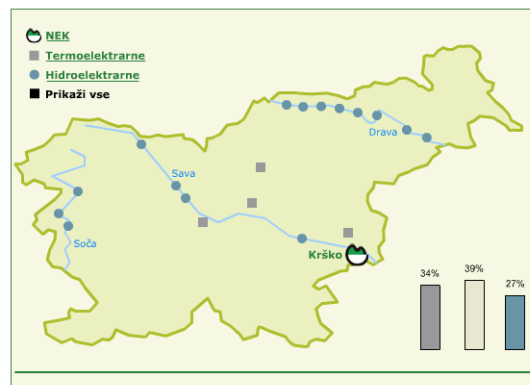 NEK
Termoelektrarne
Hidroelektrarne
Prikaži vse
Drava
Sava
Soča
Krško
34%
39%
27%